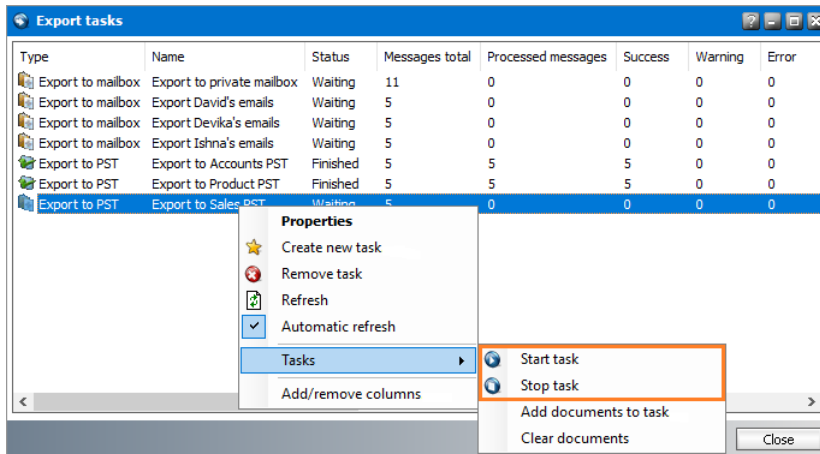 Export tasks
Type Name Status Messages total Processed messages Success Warning Error
Export to mailbox Export to private mailbox Waiting 11 0 0 0 0
Export to mailbox Export David's emails Waiting 5 0 0 0 0
Export to mailbox Export Devika's emails Waiting 5 0 0 0 0
Export to mailbox Export Ishna's emails Waiting 5 0 0 0 0
Export to PST Export to Accounts PST Finished 5 5 5 0 0
Export to PST Export to Product PST Finished 5 5 5 0 0
Export to PST Export to Sales PST Waiting 5 0 0 0 0
Properties
Create new task
Remove task
Refresh
Automatic refresh
Tasks
Start task
Stop task
Add/remove columns
Add documents to task
Clear documents
Close